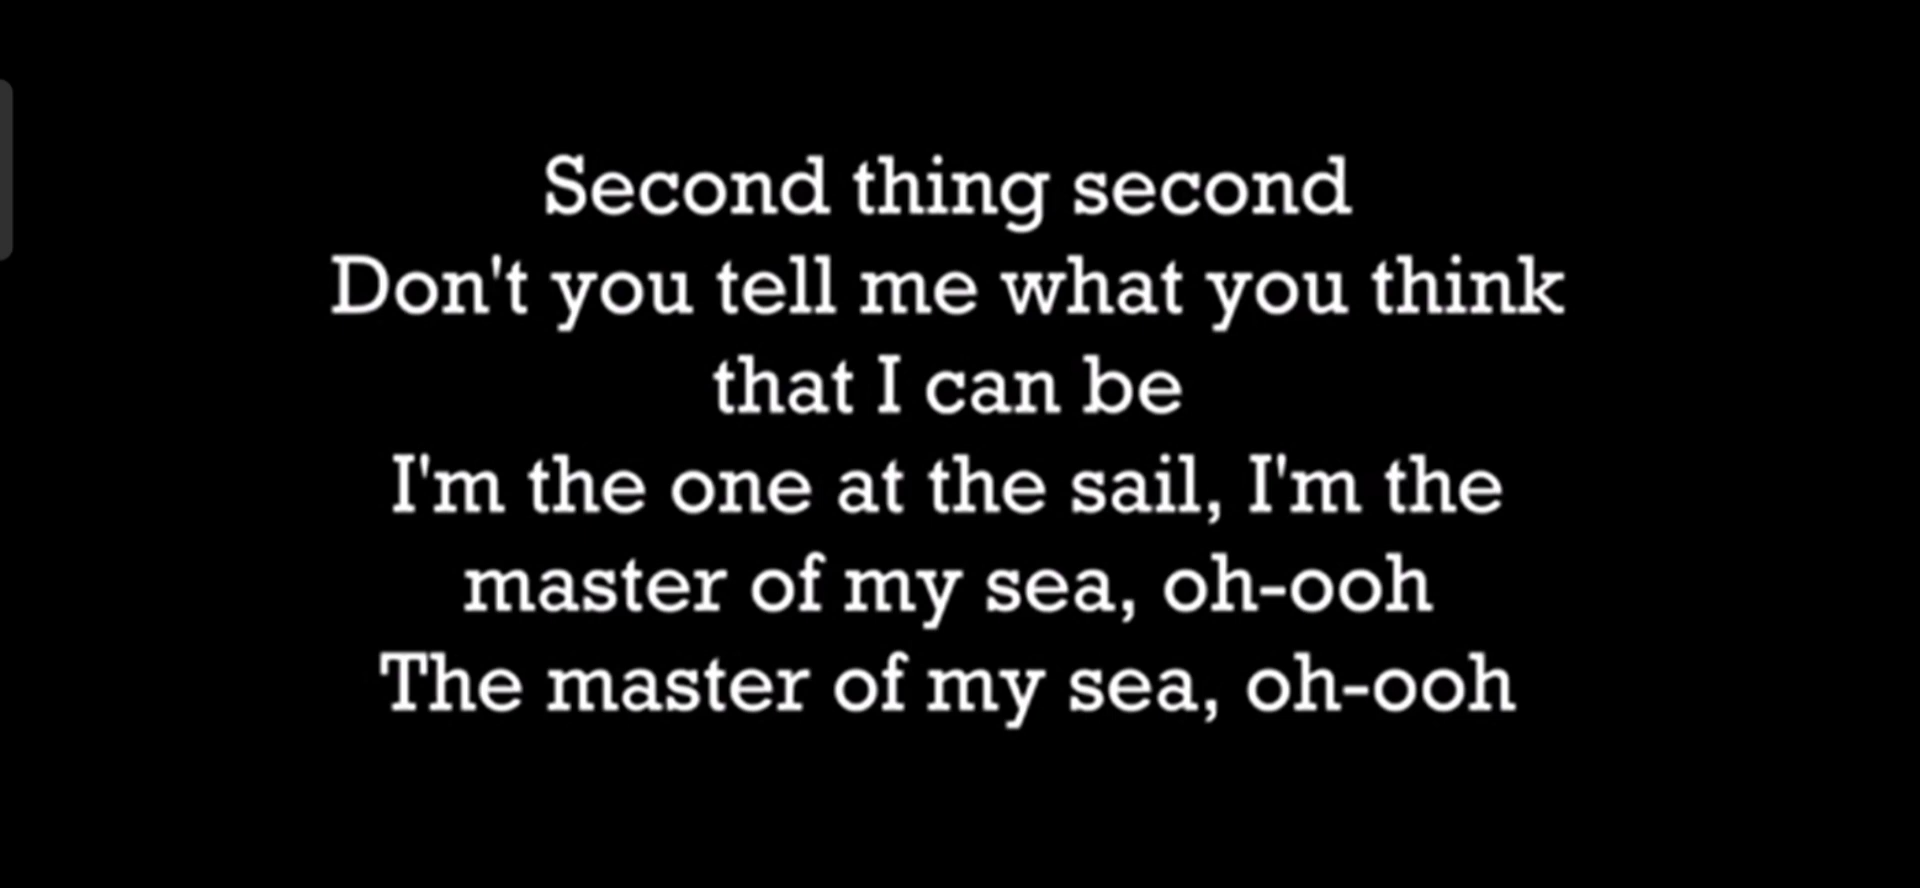 Second thing second
Don't you tell me what you think
that I can be
I'm the one at the sail, I'm the
master of my sea, oh-ooh
The master of my sea, oh-ooh